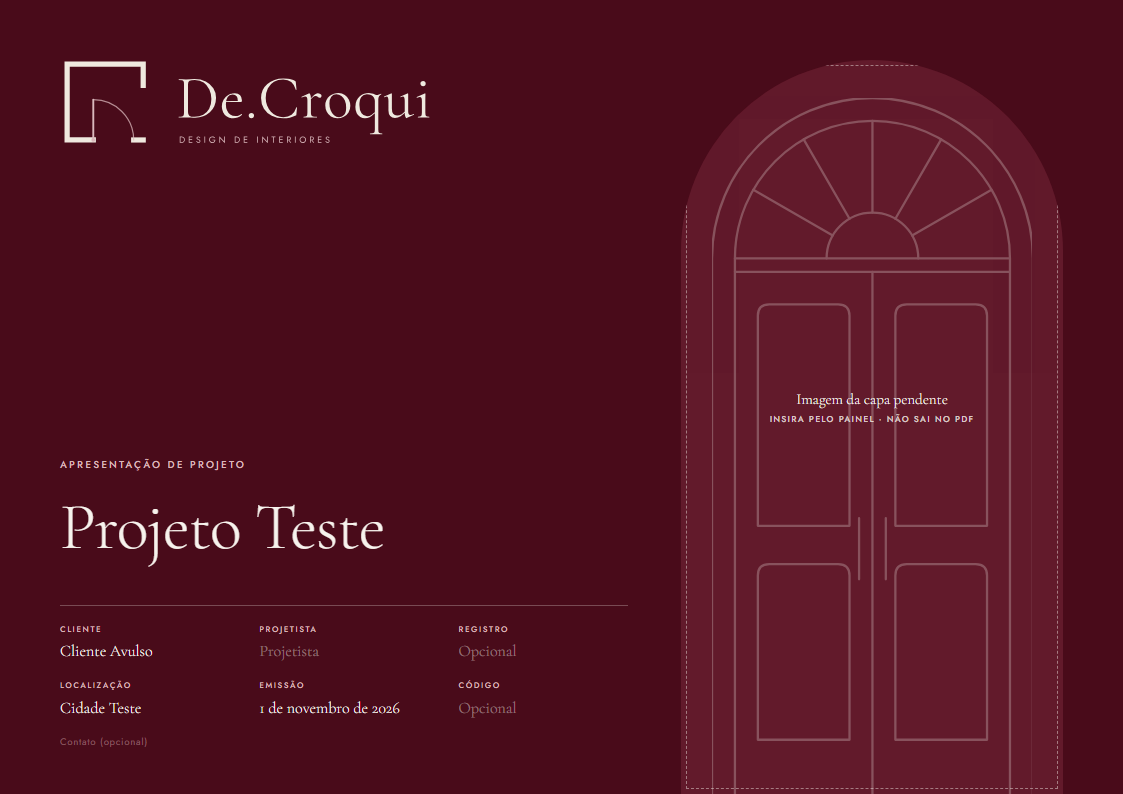 De.Croqui
DESIGN DE INTERIORES
Imagem da capa pendente
INSIRA PELO PAINEL · NÃO SAI NO PDF
APRESENTAÇÃO DE PROJETO
Projeto Teste
CLIENTE PROJETISTA REGISTRO
Cliente Avulso Projetista Opcional
LOCALIZAÇÃO EMISSÃO CÓDIGO
Cidade Teste 1 de novembro de 2026 Opcional
Contato (opcional)